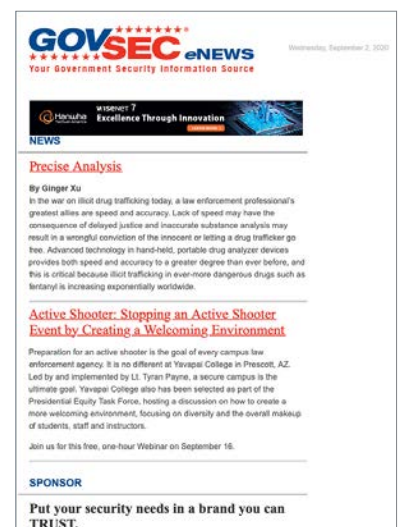 GOVSEC eNEWS
Wednesday, September 2, 2020
Your Government Security Information Source
Hanwha
WISENET 7
Excellence Through Innovation
NEWS
Precise Analysis
By Ginger Xu
In the war on illicit drug trafficking today, a law enforcement professional's
greatest allies are speed and accuracy. Lack of speed may have the
consequence of delayed justice and inaccurate substance analysis may
result in a wrongful conviction of the innocent or letting a drug trafficker go
free. Advanced technology in hand-held, portable drug analyzer devices
provides both speed and accuracy to a greater degree than ever before, and
this is critical because illicit trafficking in ever-more dangerous drugs such as
fentanyl is increasing exponentially worldwide.
Active Shooter: Stopping an Active Shooter
Event by Creating a Welcoming Environment
Preparation for an active shooter is the goal of every campus law
enforcement agency. It is no different at Yavapai College in Prescott, AZ.
Led by and implemented by Lt. Tyran Payne, a secure campus is the
ultimate goal. Yavapai College also has been selected as part of the
Presidential Equity Task Force, hosting a discussion on how to create a
more welcoming environment, focusing on diversity and the overall makeup
of students, staff and instructors.
Join us for this free, one-hour Webinar on September 16.
SPONSOR
Put your security needs in a brand you can
TRUST.